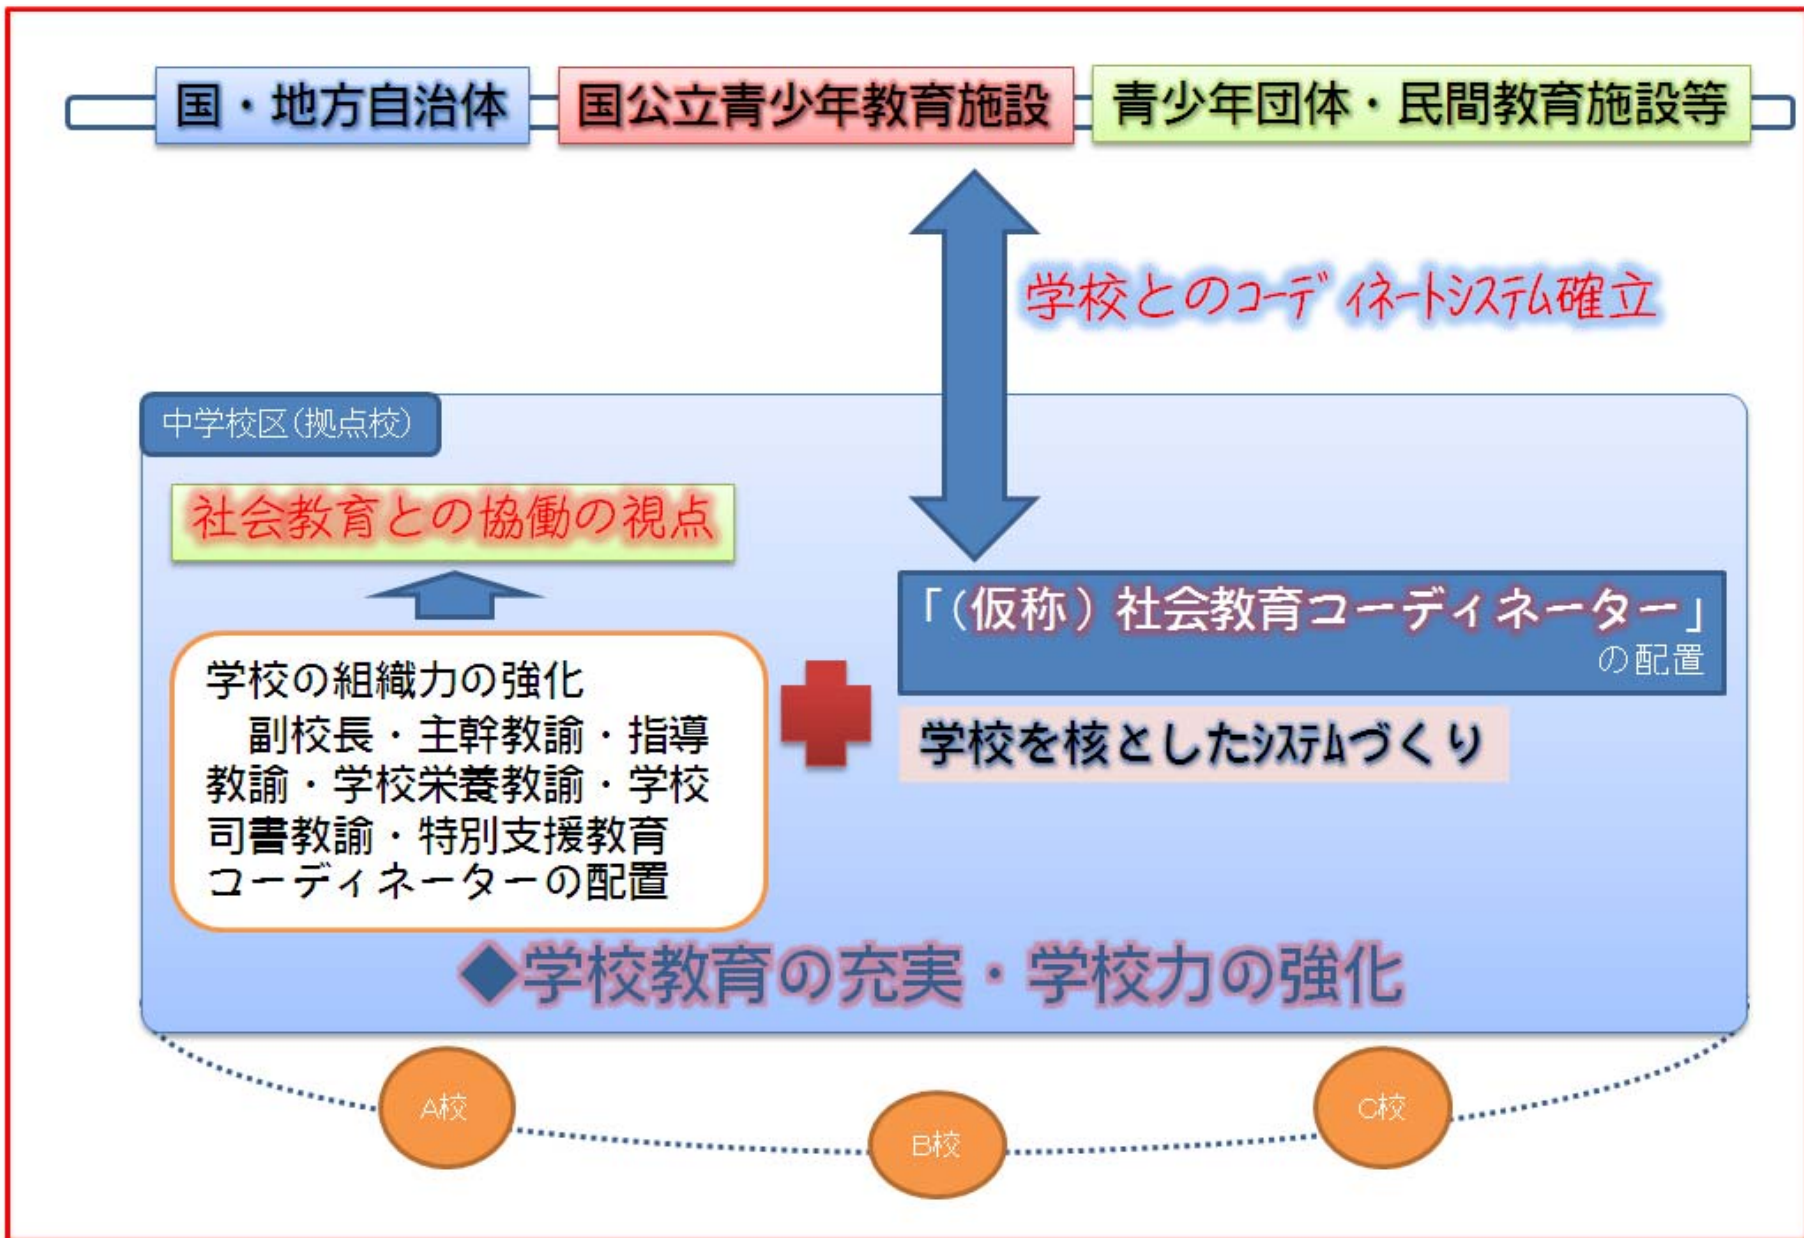 国・地方自治体
国公立青少年教育施設
青少年団体・民間教育施設等
学校とのｺｰﾃﾞｨﾈｰﾄｼｽﾃﾑ確立
中学校区(拠点校)
社会教育との協働の視点
学校の組織力の強化
副校長・主幹教諭・指導
教諭・学校栄養教諭・学校
司書教諭・特別支援教育
コーディネーターの配置
「(仮称）社会教育コーディネーター」
の配置
学校を核としたｼｽﾃﾑづくり
◆学校教育の充実・学校力の強化
A校
B校
C校